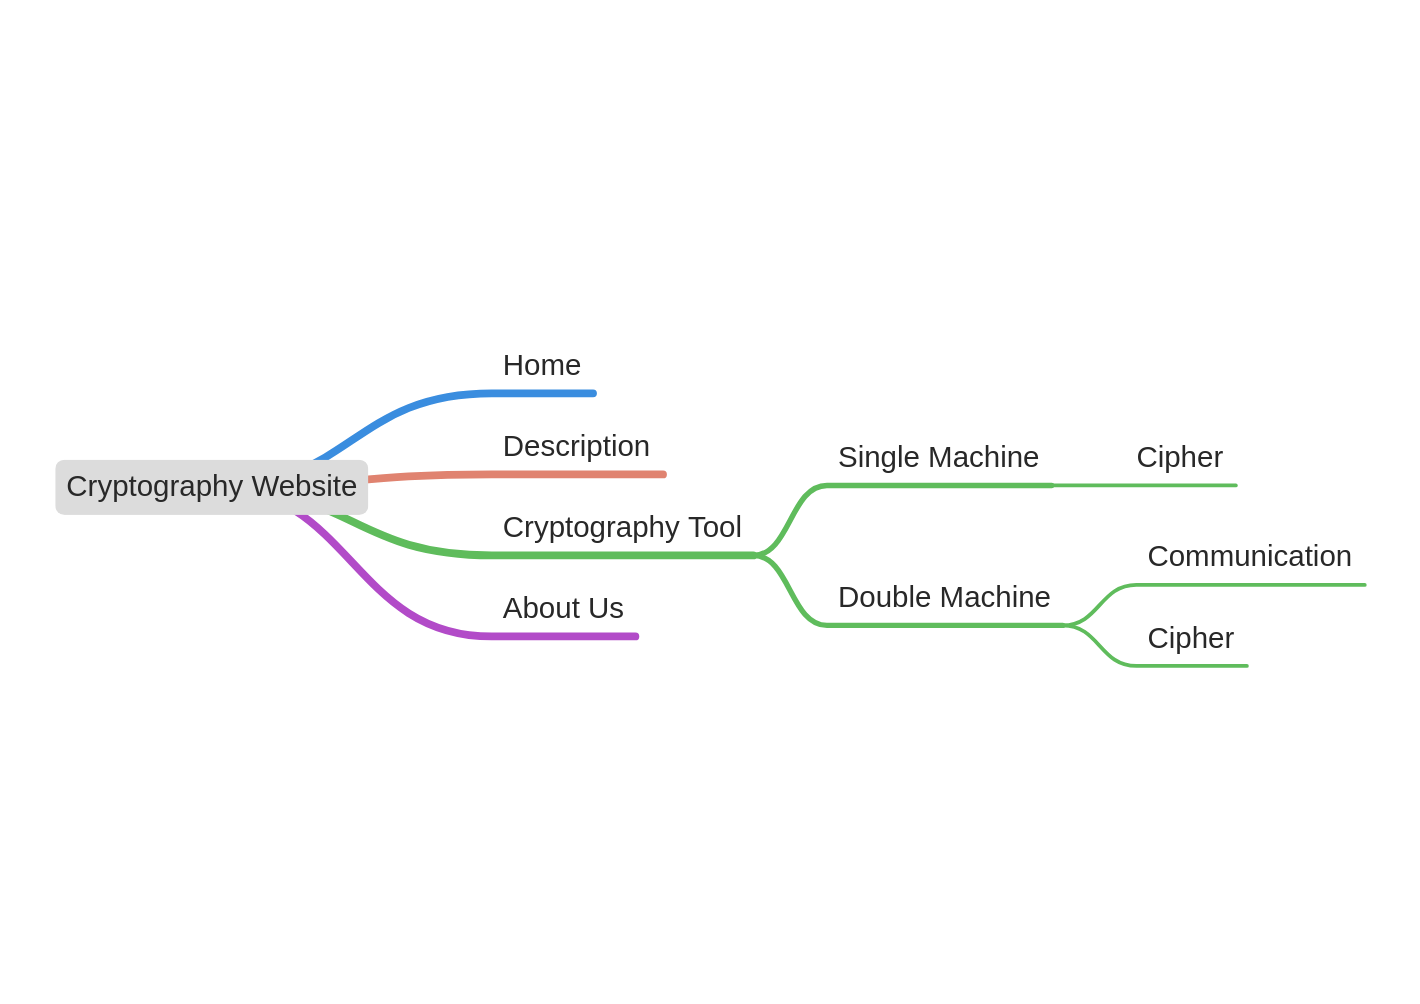 Cryptography Website
Home
Description
Cryptography Tool
Single Machine
Cipher
Double Machine
Communication
Cipher
About Us